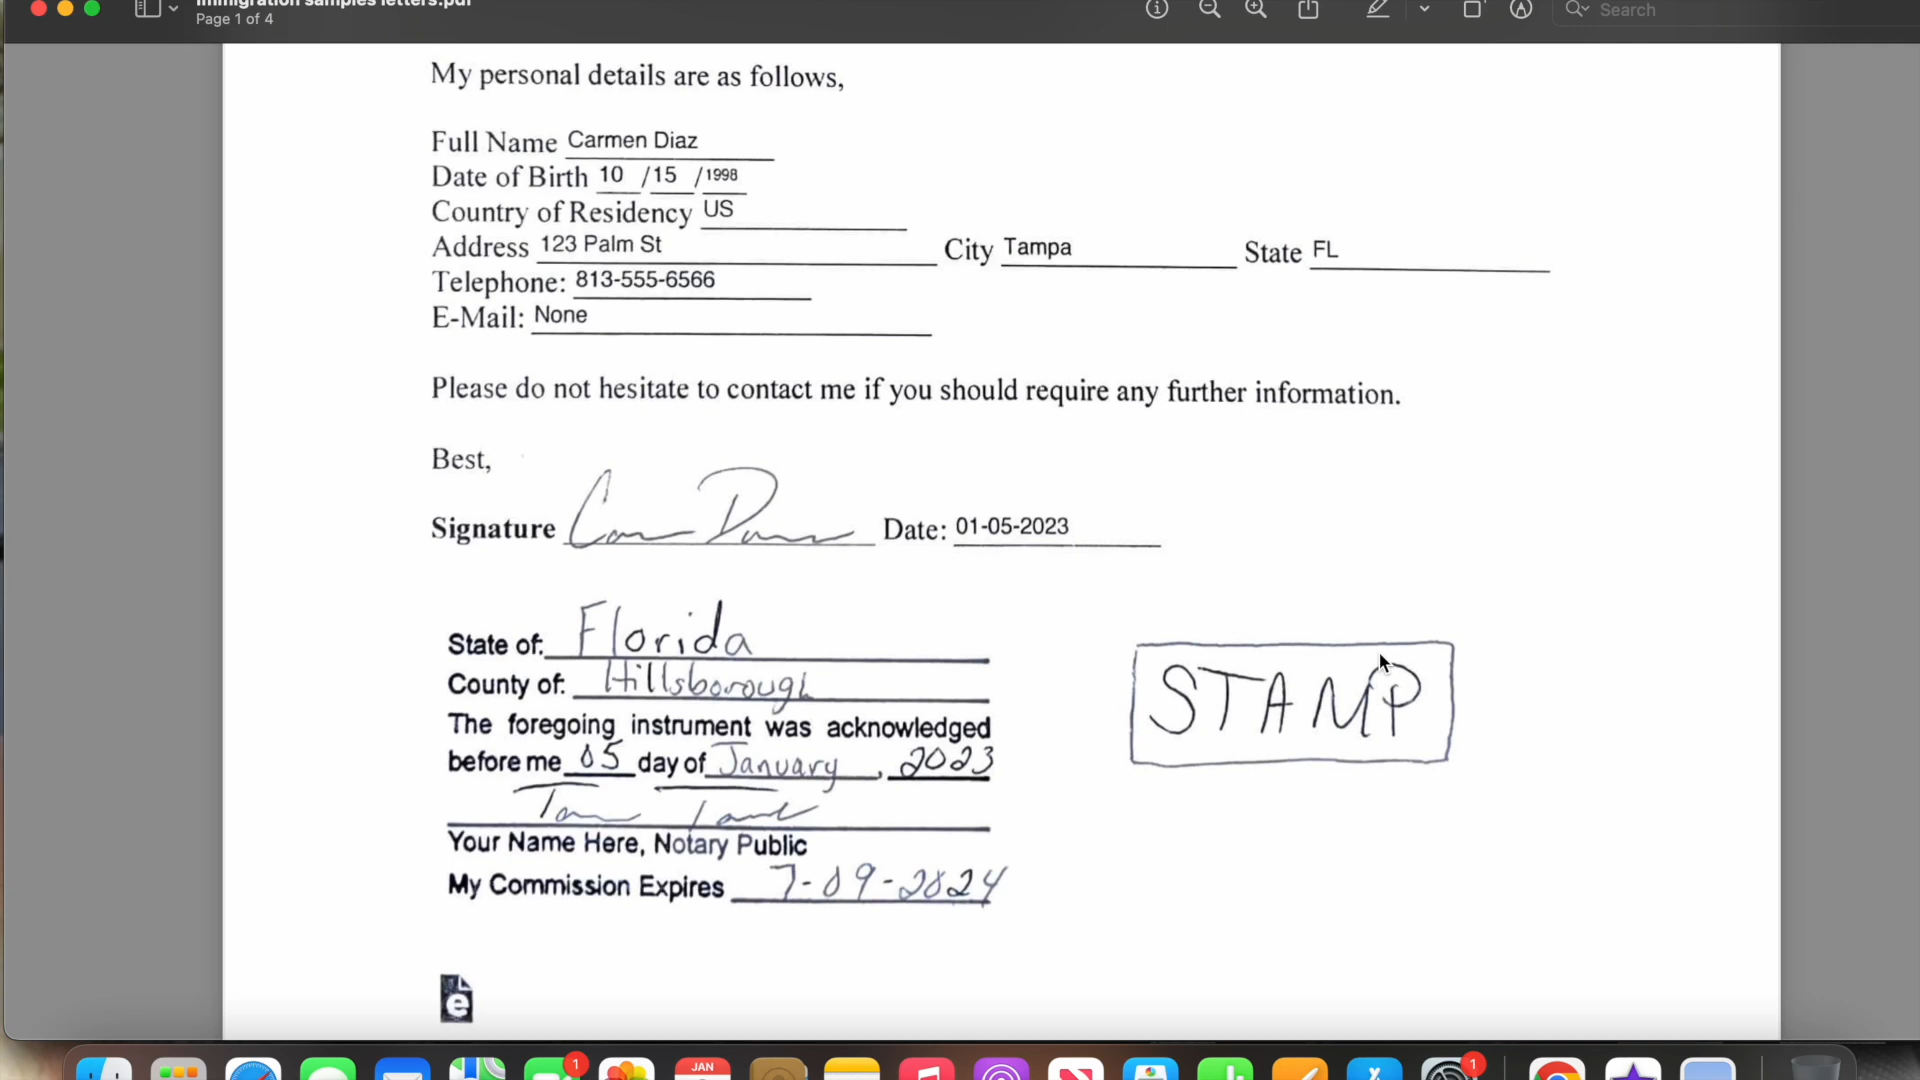 immigration samples letters.pdf
Page 1 of 4
Search
My personal details are as follows,
Full Name Carmen Diaz
Date of Birth 10 / 15 / 1998
Country of Residency US
Address 123 Palm St City Tampa State FL
Telephone: 813-555-6566
E-Mail: None
Please do not hesitate to contact me if you should require any further information.
Best,
Signature Date: 01-05-2023
State of: Florida
County of: Hillsborough
STAMP
The foregoing instrument was acknowledged
before me 05 day of January, 2023
Your Name Here, Notary Public
My Commission Expires 7-09-2024
e
1
JAN
1